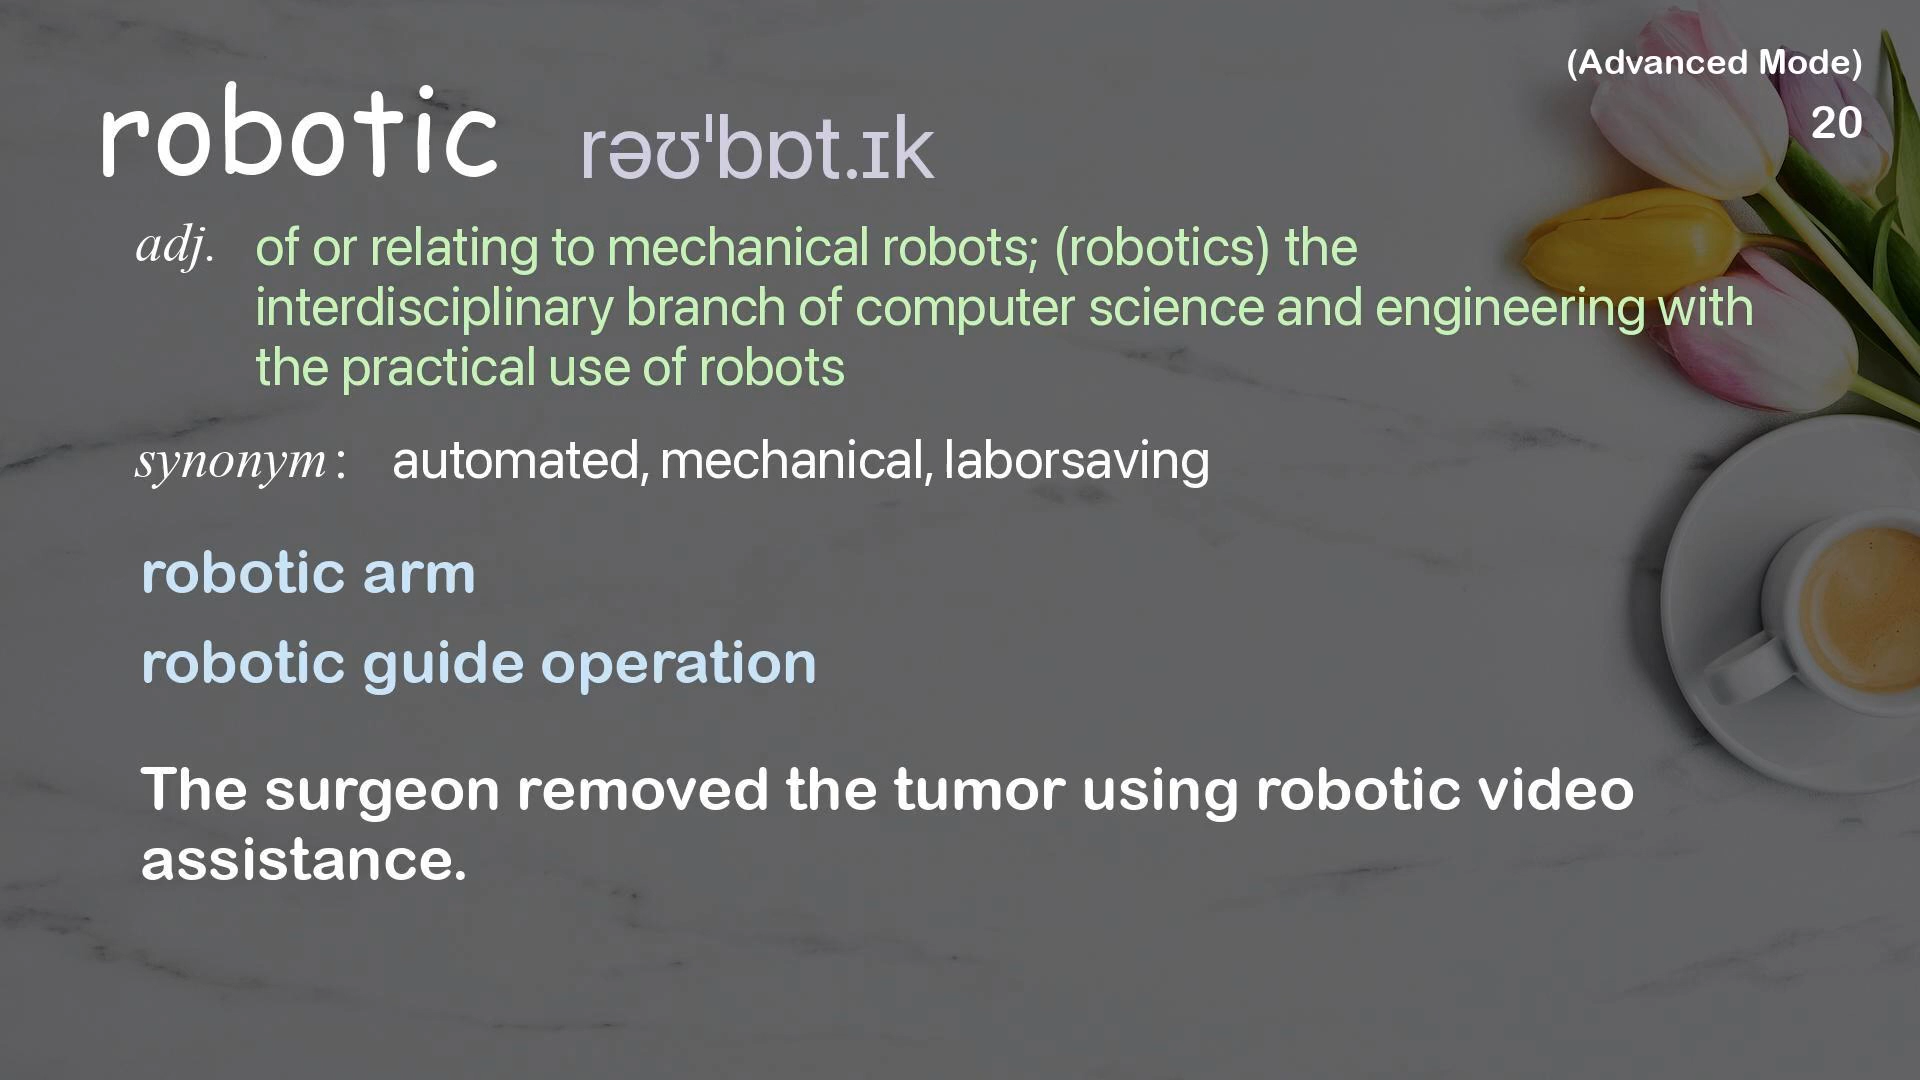 (Advanced Mode)
20
robotic rəʊˈbɒt.ɪk
adj. of or relating to mechanical robots; (robotics) the
interdisciplinary branch of computer science and engineering with
the practical use of robots
synonym: automated, mechanical, laborsaving
robotic arm
robotic guide operation
The surgeon removed the tumor using robotic video
assistance.